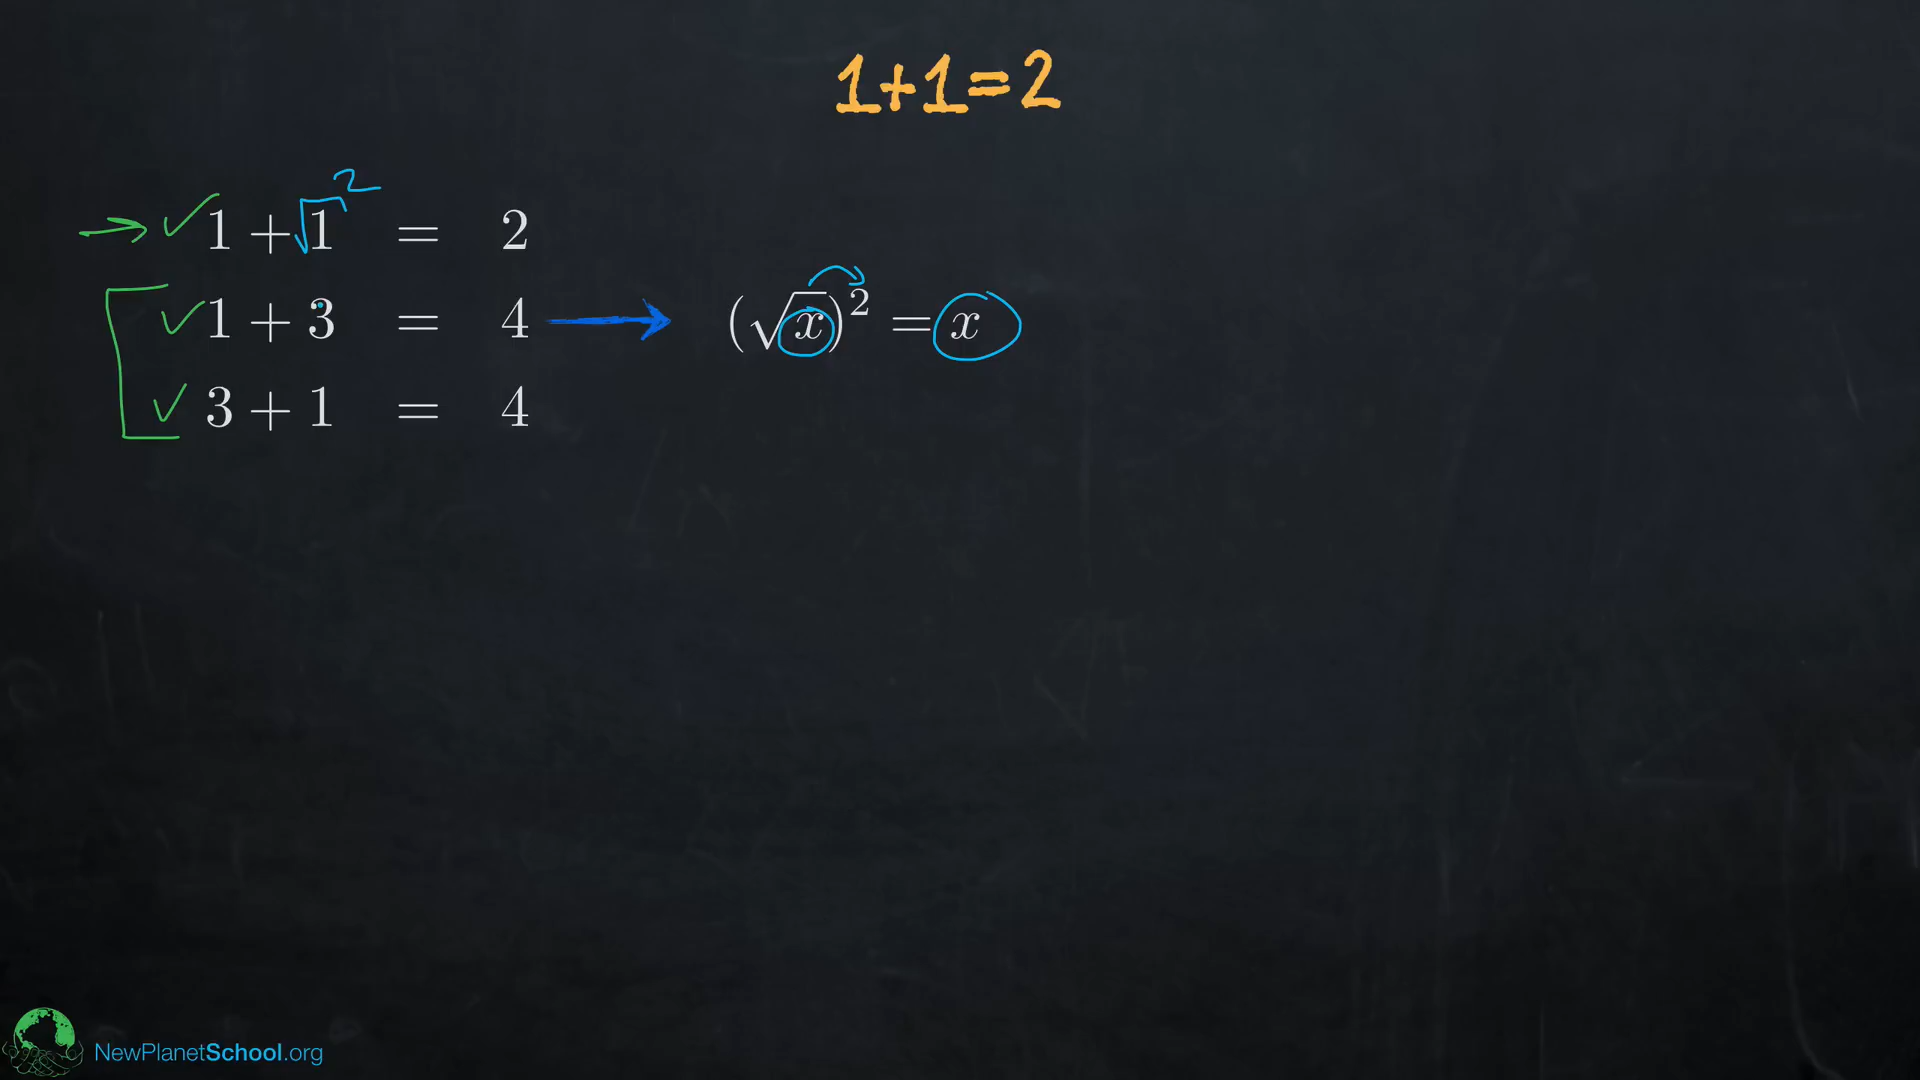 1+1=2
1 + √1² = 2
1 + 3 = 4
(√x)² = x
3 + 1 = 4
NewPlanetSchool.org